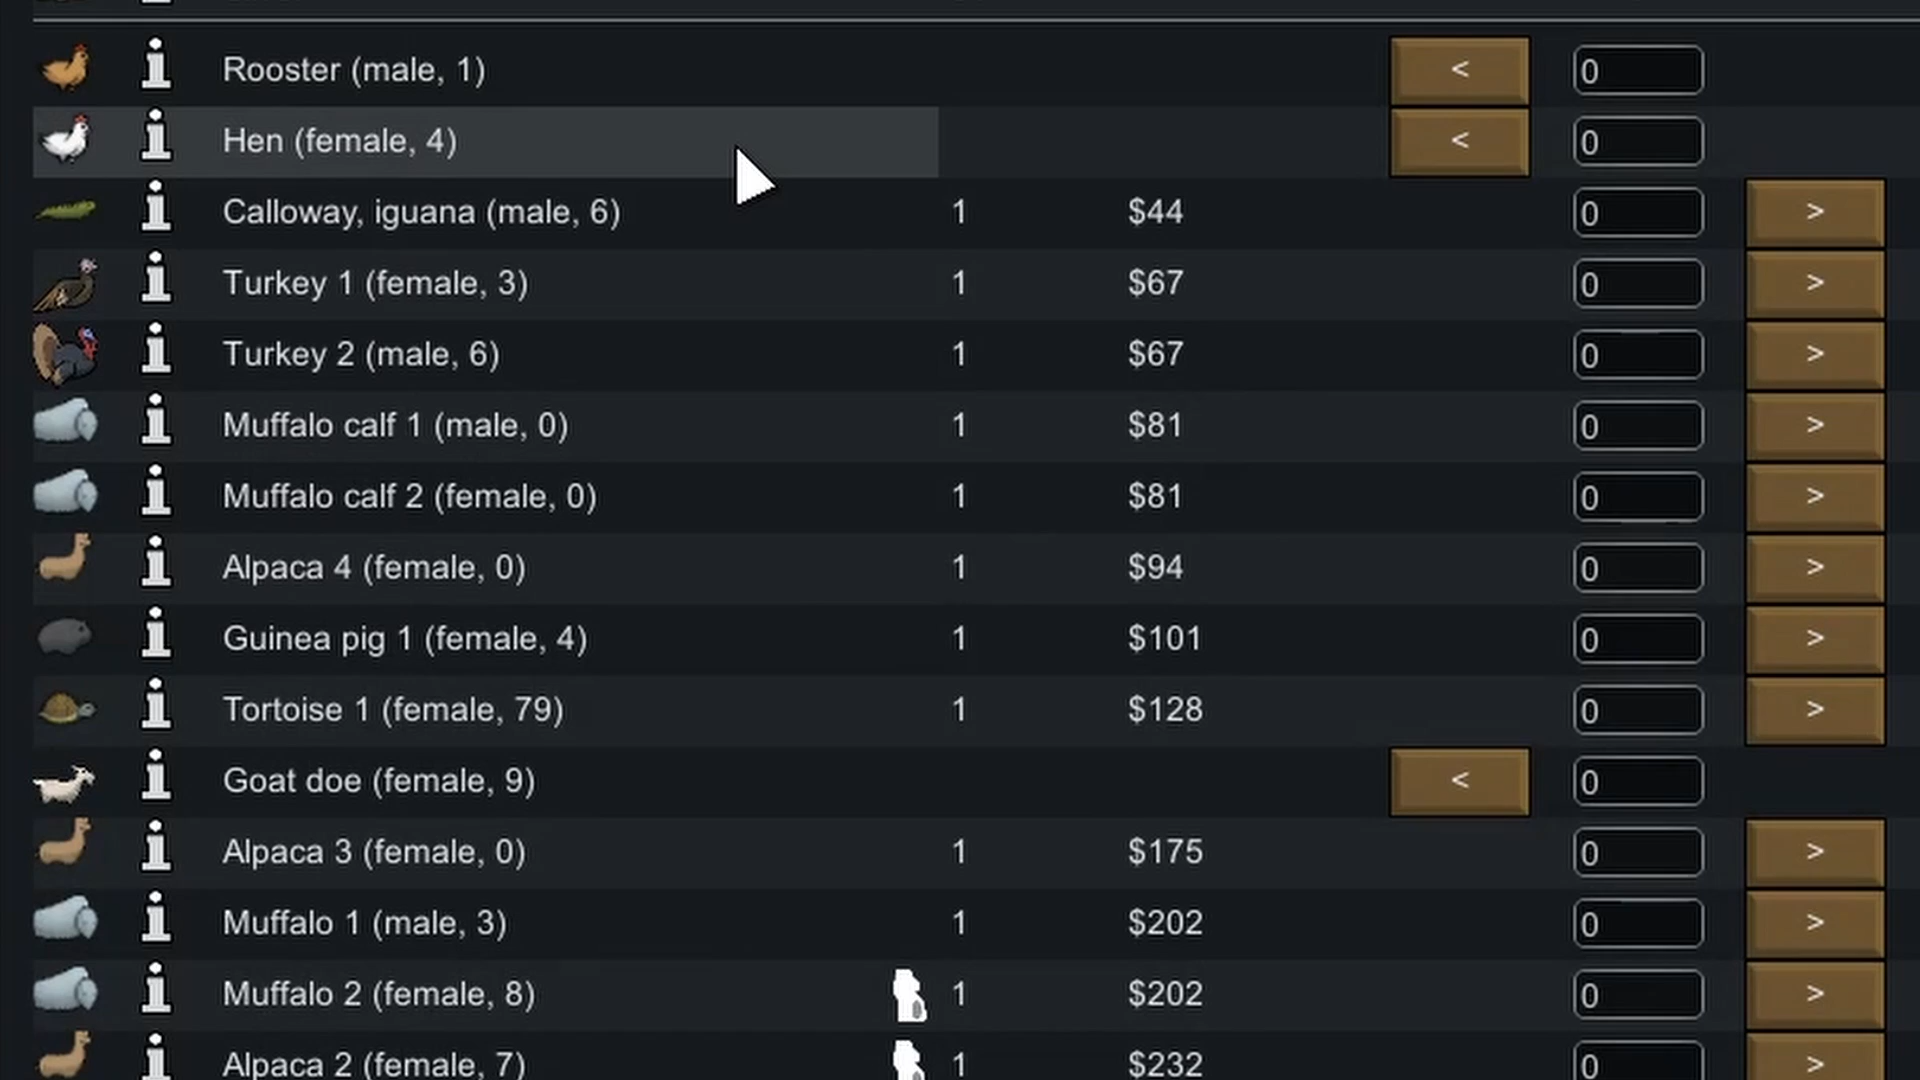 Rooster (male, 1) < 0
Hen (female, 4) < 0
Calloway, iguana (male, 6) 1 $44 0 >
Turkey 1 (female, 3) 1 $67 0 >
Turkey 2 (male, 6) 1 $67 0 >
Muffalo calf 1 (male, 0) 1 $81 0 >
Muffalo calf 2 (female, 0) 1 $81 0 >
Alpaca 4 (female, 0) 1 $94 0 >
Guinea pig 1 (female, 4) 1 $101 0 >
Tortoise 1 (female, 79) 1 $128 0 >
Goat doe (female, 9) < 0
Alpaca 3 (female, 0) 1 $175 0 >
Muffalo 1 (male, 3) 1 $202 0 >
Muffalo 2 (female, 8) 1 $202 0 >
Alpaca 2 (female, 7) 1 $232 0 >